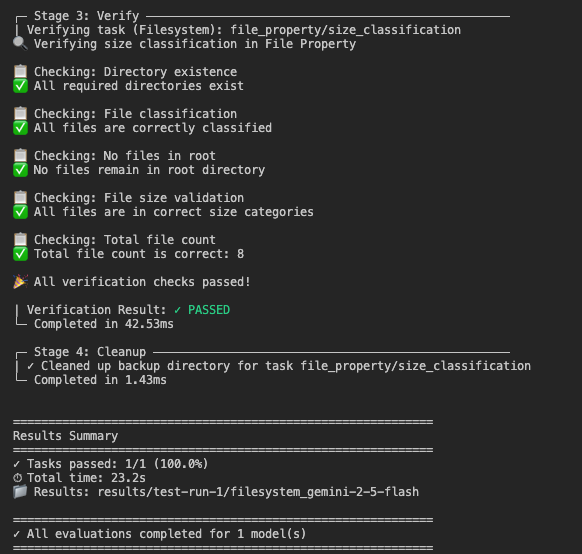 Stage 3: Verify
| Verifying task (Filesystem): file_property/size_classification
🔍 Verifying size classification in File Property
📋 Checking: Directory existence
✅ All required directories exist
📋 Checking: File classification
✅ All files are correctly classified
📋 Checking: No files in root
✅ No files remain in root directory
📋 Checking: File size validation
✅ All files are in correct size categories
📋 Checking: Total file count
✅ Total file count is correct: 8
🎉 All verification checks passed!
| Verification Result: ✓ PASSED
└─ Completed in 42.53ms
┌─ Stage 4: Cleanup
| ✓ Cleaned up backup directory for task file_property/size_classification
└─ Completed in 1.43ms
============================================================
Results Summary
============================================================
✓ Tasks passed: 1/1 (100.0%)
⏱ Total time: 23.2s
📁 Results: results/test-run-1/filesystem_gemini-2-5-flash
============================================================
✓ All evaluations completed for 1 model(s)
============================================================